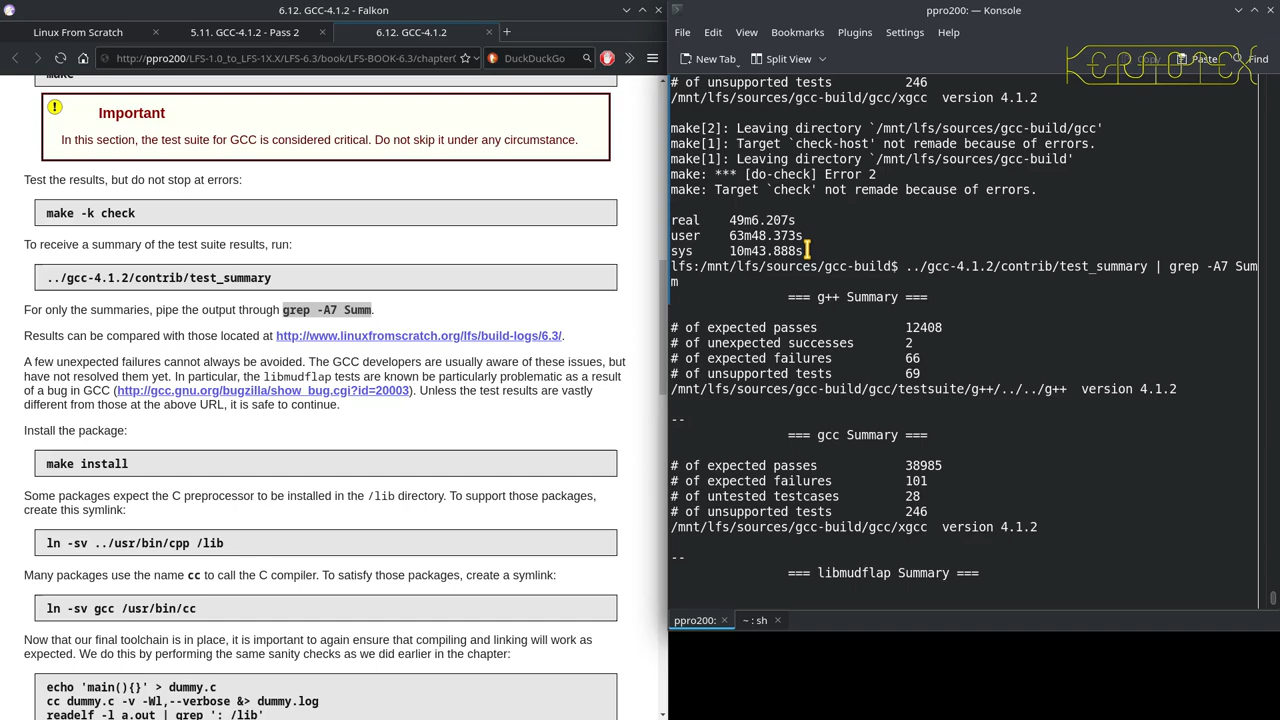 6.12. GCC-4.1.2 - Falkon
Linux From Scratch
5.11. GCC-4.1.2 - Pass 2
6.12. GCC-4.1.2
http://ppro200/LFS-1.0_to_LFS-1X.X/LFS-6.3/book/LFS-BOOK-6.3/chapter(
DuckDuckGo
make
Important
In this section, the test suite for GCC is considered critical. Do not skip it under any circumstance.
Test the results, but do not stop at errors:
make -k check
To receive a summary of the test suite results, run:
../gcc-4.1.2/contrib/test_summary
For only the summaries, pipe the output through grep -A7 Summ.
Results can be compared with those located at http://www.linuxfromscratch.org/lfs/build-logs/6.3/.
A few unexpected failures cannot always be avoided. The GCC developers are usually aware of these issues, but
have not resolved them yet. In particular, the libmudflap tests are known be particularly problematic as a result
of a bug in GCC (http://gcc.gnu.org/bugzilla/show_bug.cgi?id=20003). Unless the test results are vastly
different from those at the above URL, it is safe to continue.
Install the package:
make install
Some packages expect the C preprocessor to be installed in the /lib directory. To support those packages,
create this symlink:
ln -sv ../usr/bin/cpp /lib
Many packages use the name cc to call the C compiler. To satisfy those packages, create a symlink:
ln -sv gcc /usr/bin/cc
Now that our final toolchain is in place, it is important to again ensure that compiling and linking will work as
expected. We do this by performing the same sanity checks as we did earlier in the chapter:
echo 'main(){}' > dummy.c
cc dummy.c -v -Wl,--verbose &> dummy.log
readelf -l a.out | grep ': /lib'
ppro200: — Konsole
File Edit View Bookmarks Plugins Settings Help
New Tab
Split View
Copy
Paste
Find
# of unsupported tests 246
/mnt/lfs/sources/gcc-build/gcc/xgcc version 4.1.2
make[2]: Leaving directory `/mnt/lfs/sources/gcc-build/gcc'
make[1]: Target `check-host' not remade because of errors.
make[1]: Leaving directory `/mnt/lfs/sources/gcc-build'
make: *** [do-check] Error 2
make: Target `check' not remade because of errors.
real 49m6.207s
user 63m48.373s
sys 10m43.888s
lfs:/mnt/lfs/sources/gcc-build$ ../gcc-4.1.2/contrib/test_summary | grep -A7 Sum
m
=== g++ Summary ===
# of expected passes 12408
# of unexpected successes 2
# of expected failures 66
# of unsupported tests 69
/mnt/lfs/sources/gcc-build/gcc/testsuite/g++/../../g++ version 4.1.2
--
=== gcc Summary ===
# of expected passes 38985
# of expected failures 101
# of untested testcases 28
# of unsupported tests 246
/mnt/lfs/sources/gcc-build/gcc/xgcc version 4.1.2
--
=== libmudflap Summary ===
ppro200:
~ : sh